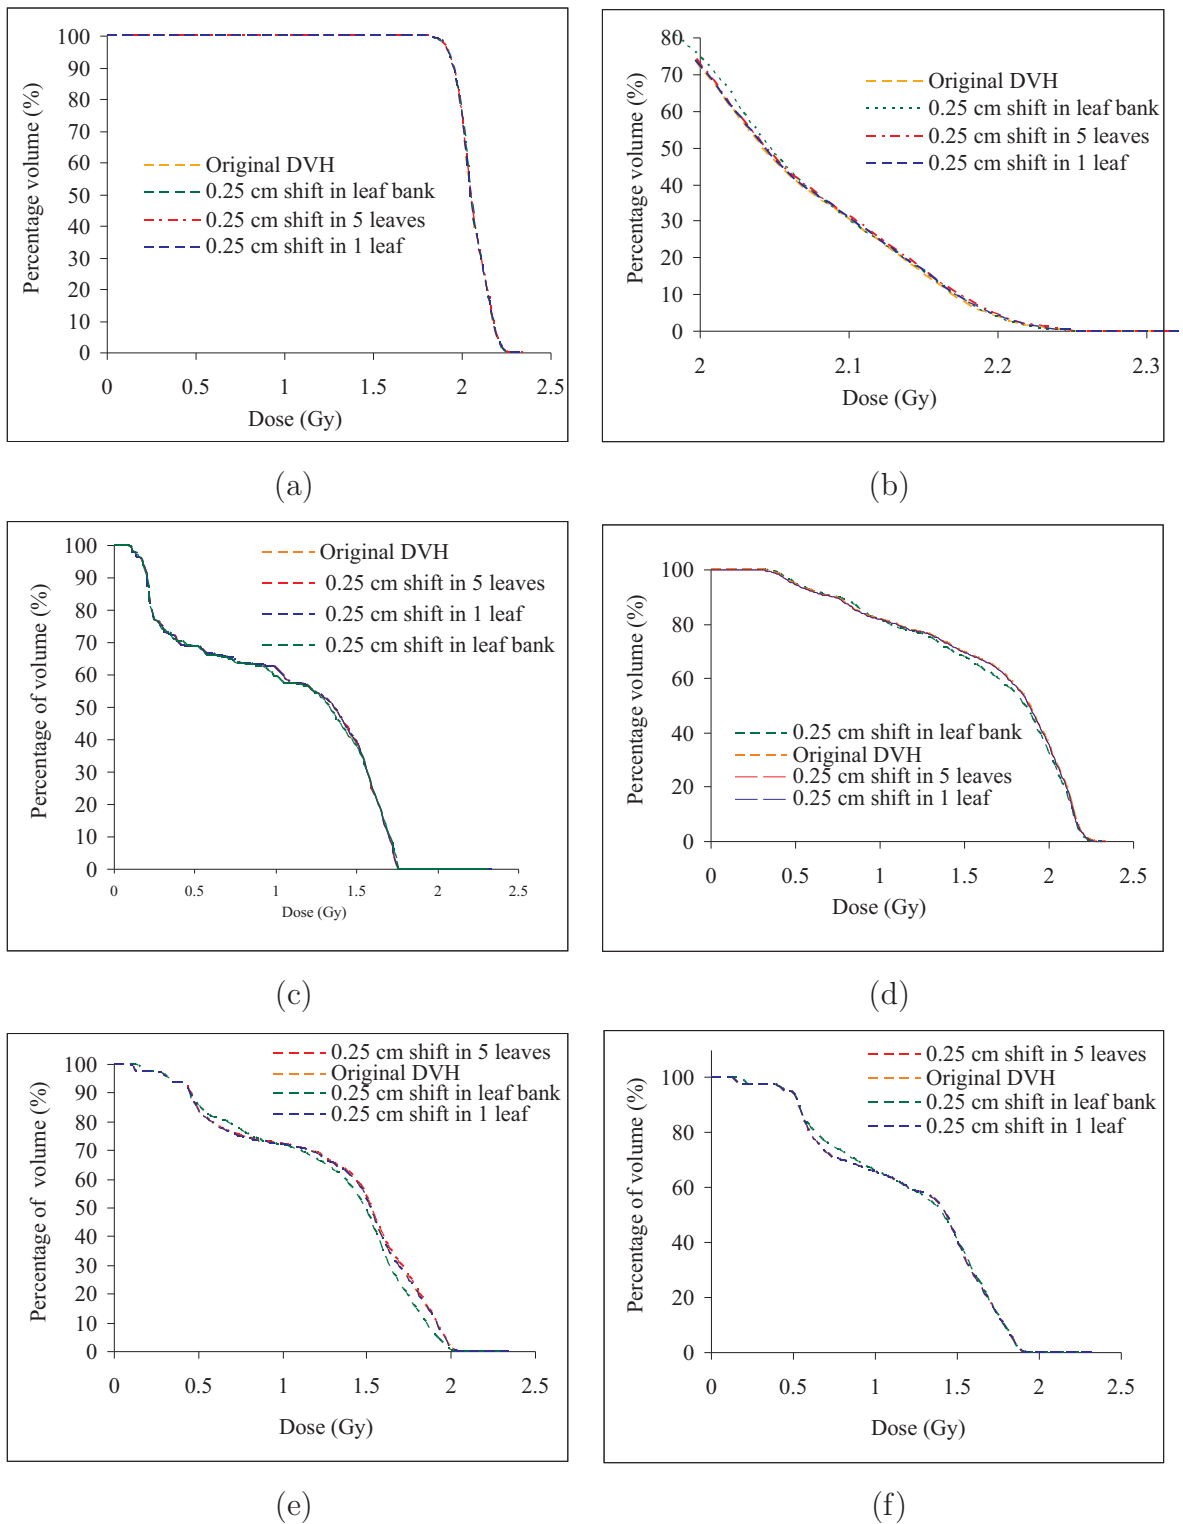 100
90
80
70
60
50
40
30
20
10
0
Percentage volume (%)
Original DVH
0.25 cm shift in leaf bank
0.25 cm shift in 5 leaves
0.25 cm shift in 1 leaf
0 0.5 1 1.5 2 2.5
Dose (Gy)
(a)
80
70
60
50
40
30
20
10
0
Percentage volume (%)
Original DVH
0.25 cm shift in leaf bank
0.25 cm shift in 5 leaves
0.25 cm shift in 1 leaf
2 2.1 2.2 2.3
Dose (Gy)
(b)
100
90
80
70
60
50
40
30
20
10
0
Percentage of volume (%)
Original DVH
0.25 cm shift in 5 leaves
0.25 cm shift in 1 leaf
0.25 cm shift in leaf bank
0 0.5 1 1.5 2 2.5
Dose (Gy)
(c)
100
80
60
40
20
0
Percentage volume (%)
0.25 cm shift in leaf bank
Original DVH
0.25 cm shift in 5 leaves
0.25 cm shift in 1 leaf
0 0.5 1 1.5 2 2.5
Dose (Gy)
(d)
100
90
80
70
60
50
40
30
20
10
0
Percentage of volume (%)
0.25 cm shift in 5 leaves
Original DVH
0.25 cm shift in leaf bank
0.25 cm shift in 1 leaf
0 0.5 1 1.5 2 2.5
Dose (Gy)
(e)
100
80
60
40
20
0
Percentage of volume (%)
0.25 cm shift in 5 leaves
Original DVH
0.25 cm shift in leaf bank
0.25 cm shift in 1 leaf
0 0.5 1 1.5 2 2.5
Dose (Gy)
(f)